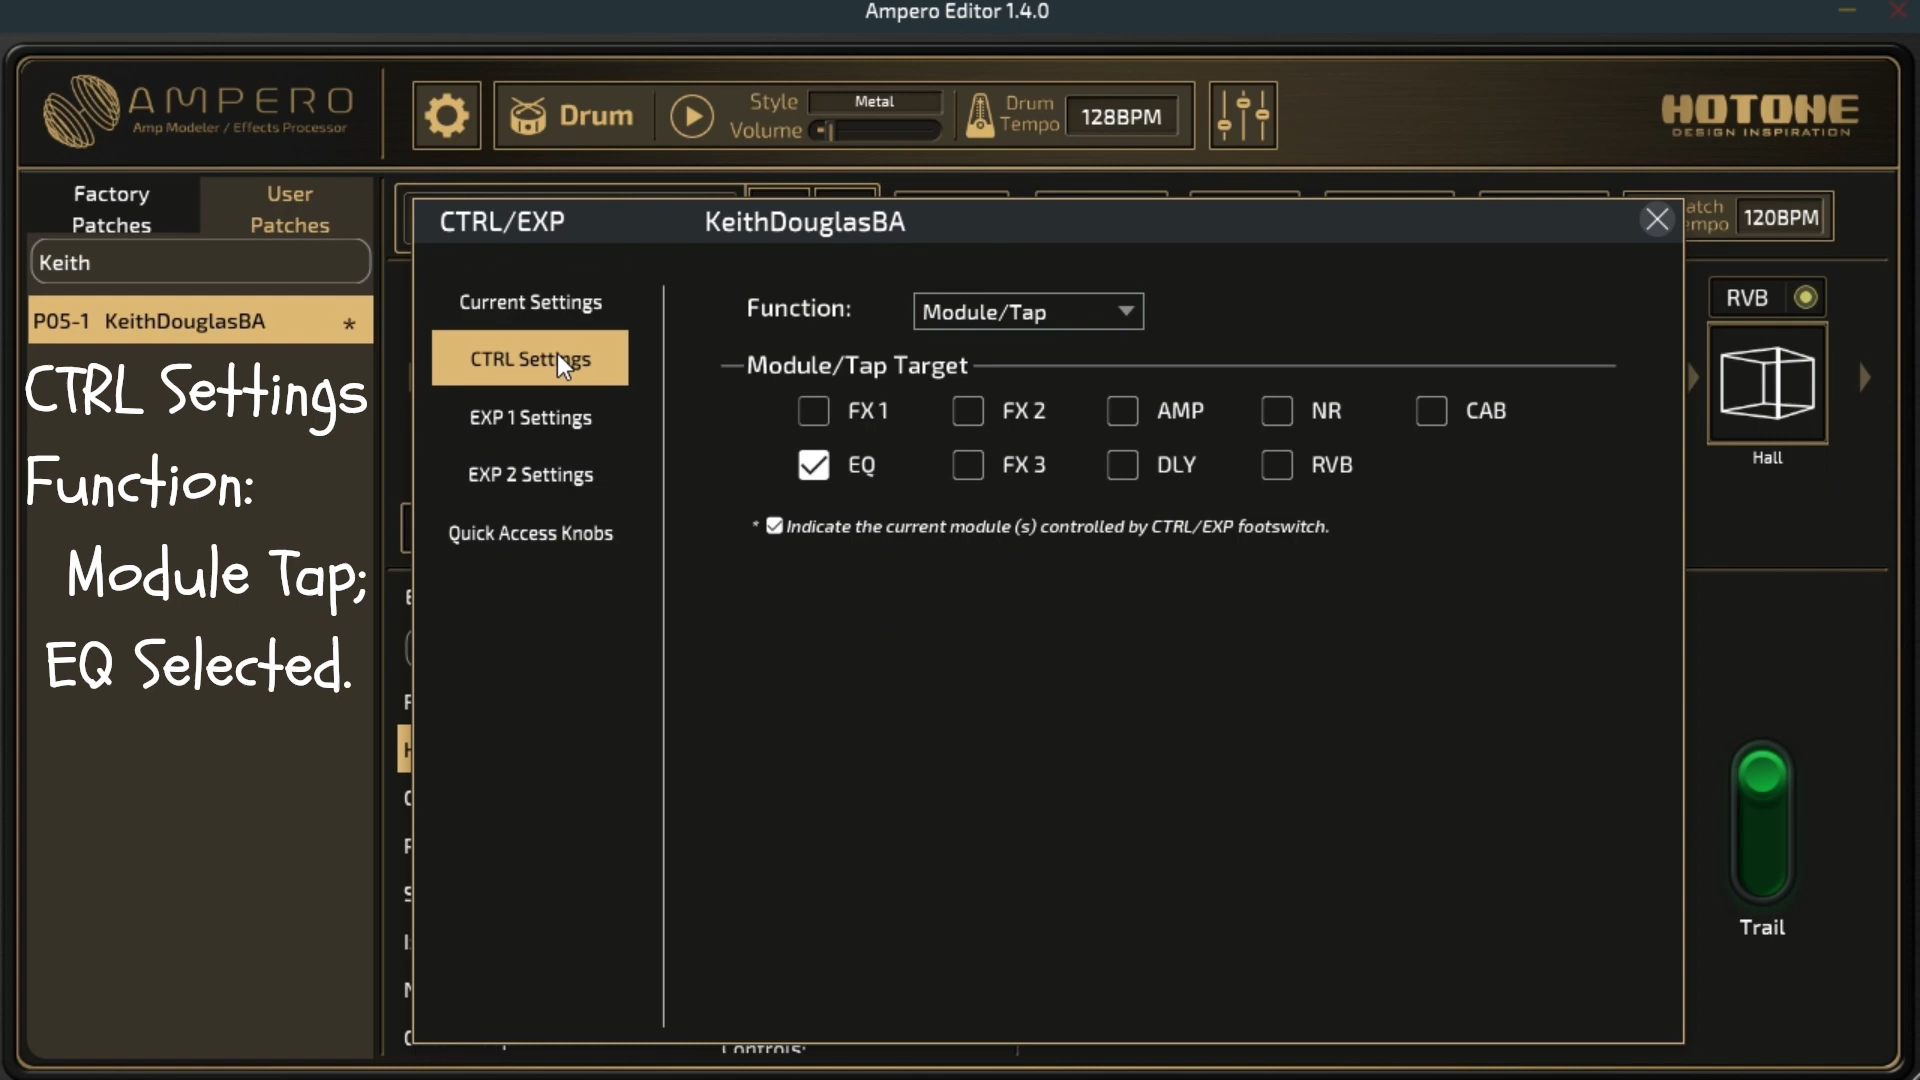 Ampero Editor 1.4.0
AMPERO
Amp Modeler / Effects Processor
Drum
Style
Metal
Volume
Drum
Tempo
128BPM
HOTONE
DESIGN INSPIRATION
Factory
Patches
User
Patches
Keith
P05-1 KeithDouglasBA *
CTRL Settings
Function:
Module Tap;
EQ Selected.
CTRL/EXP
KeithDouglasBA
Current Settings
CTRL Settings
EXP 1 Settings
EXP 2 Settings
Quick Access Knobs
Function:
Module/Tap
Module/Tap Target
FX 1 FX 2 AMP NR CAB
EQ FX 3 DLY RVB
* Indicate the current module (s) controlled by CTRL/EXP footswitch.
120BPM
RVB
Hall
Trail